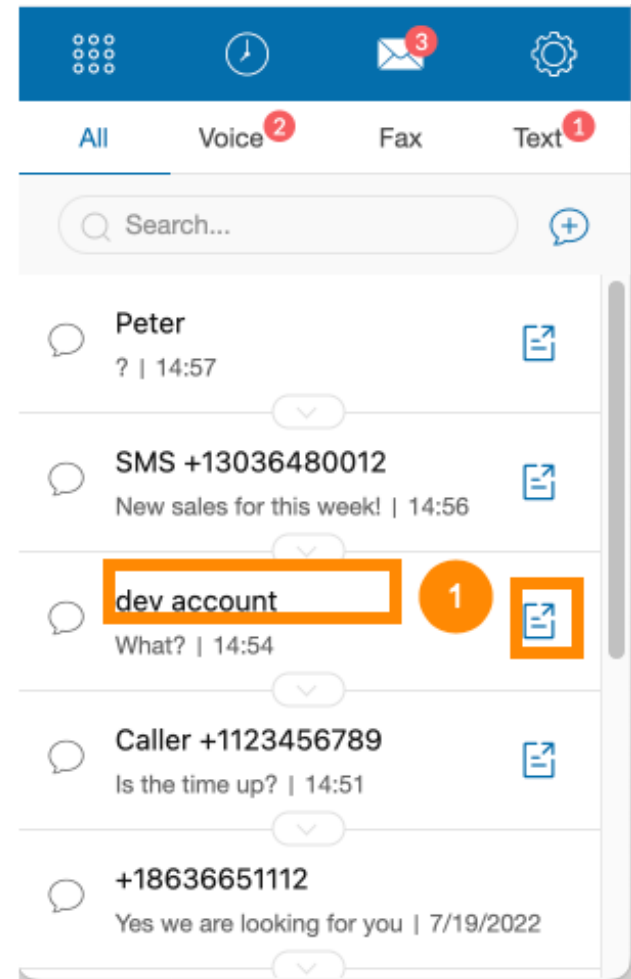 3
All Voice 2 Fax Text 1
Search...
Peter
? | 14:57
SMS +13036480012
New sales for this week! | 14:56
dev account
1
What? | 14:54
Caller +1123456789
Is the time up? | 14:51
+18636651112
Yes we are looking for you | 7/19/2022